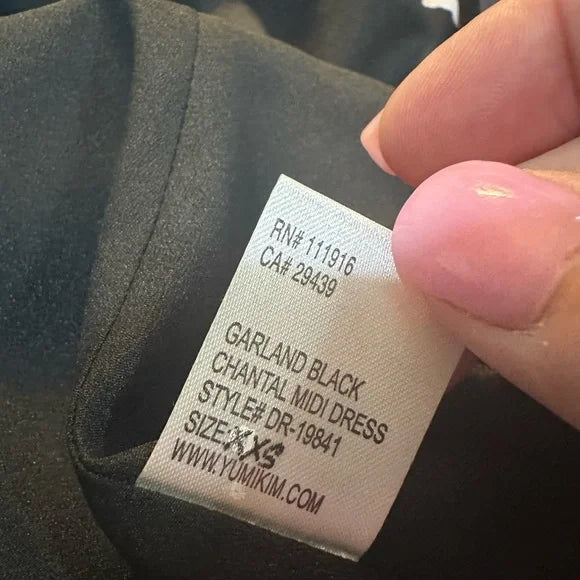 RN# 111916
CA# 29439
GARLAND BLACK
CHANTAL MIDI DRESS
STYLE# DR-19841
SIZE:XXS
WWW.YUMIKIM.COM